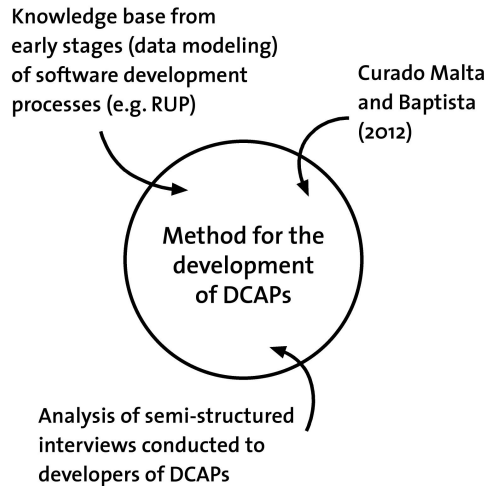 Knowledge base from
early stages (data modeling)
of software development
processes (e.g. RUP)
Curado Malta
and Baptista
(2012)
Method for the
development
of DCAPs
Analysis of semi-structured
interviews conducted to
developers of DCAPs